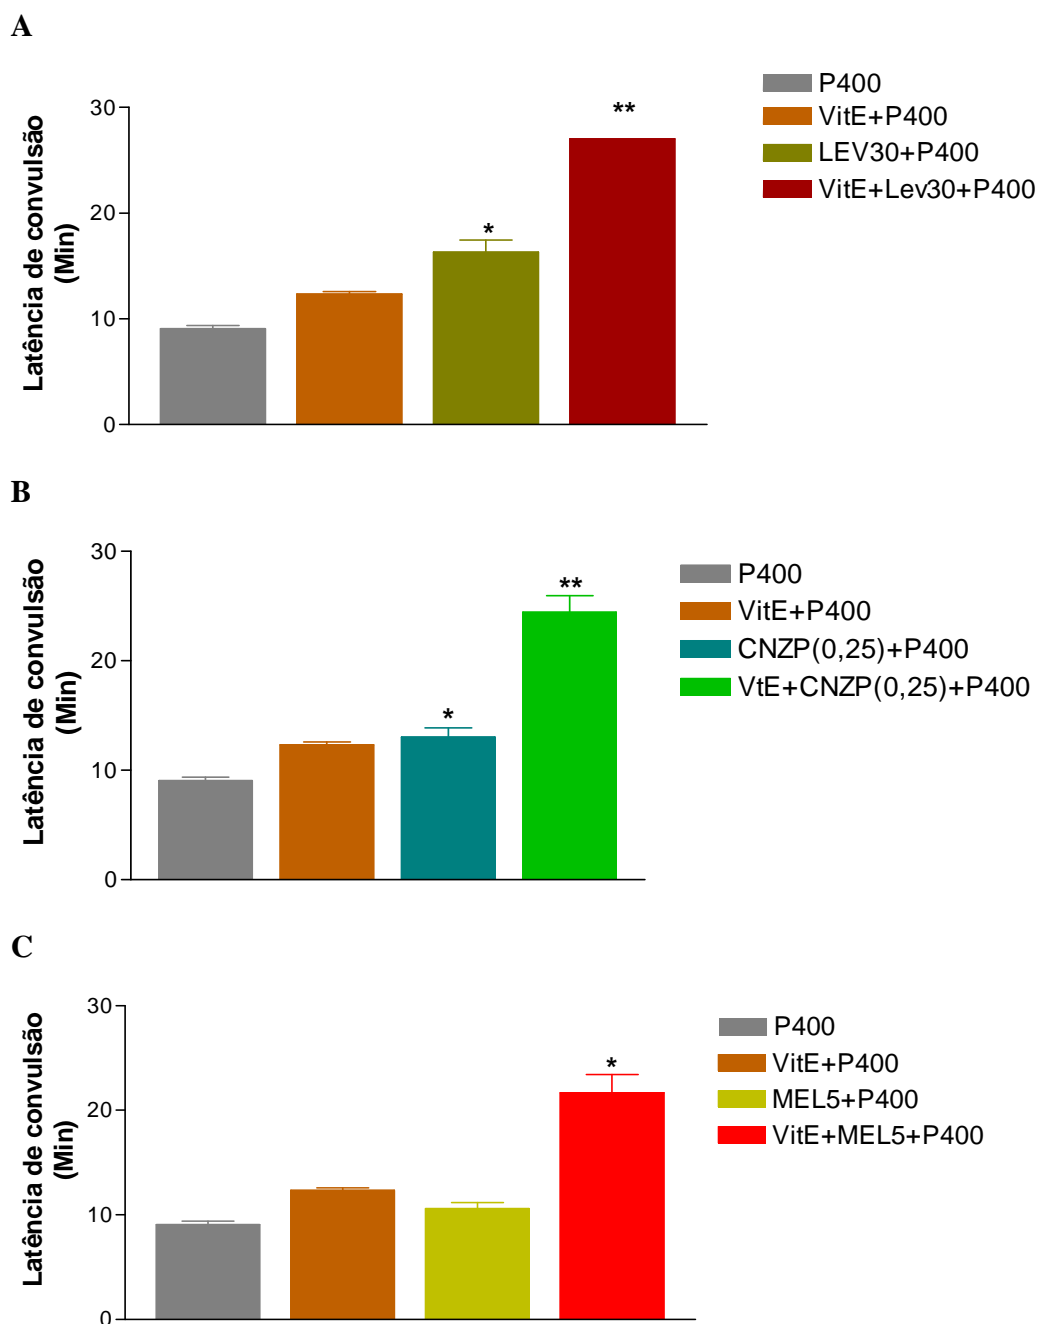 A
P400
VitE+P400
LEV30+P400
VitE+Lev30+P400
Latência de convulsão
(Min)
30
20
10
0
*
**
B
P400
VitE+P400
CNZP(0,25)+P400
VtE+CNZP(0,25)+P400
Latência de convulsão
(Min)
30
20
10
0
*
**
C
P400
VitE+P400
MEL5+P400
VitE+MEL5+P400
Latência de convulsão
(Min)
30
20
10
0
*